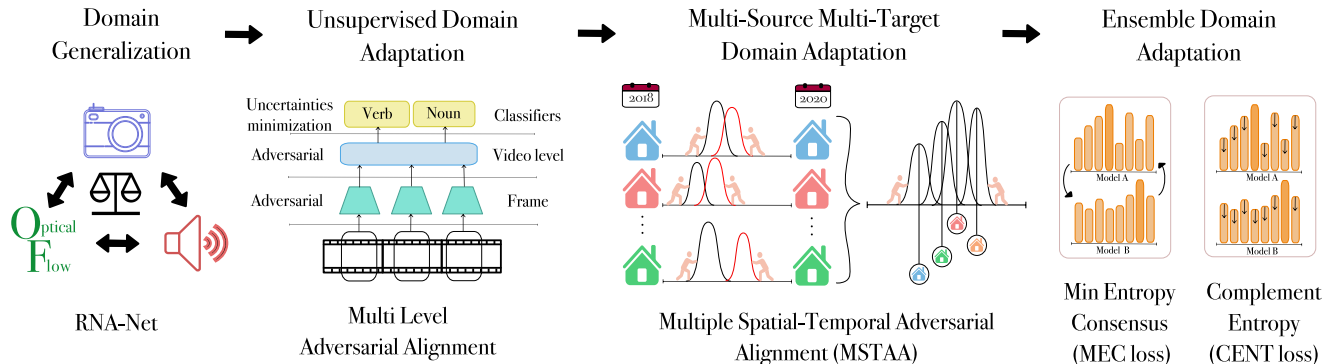 Domain
Generalization
Optical
Flow
RNA-Net
Unsupervised Domain
Adaptation
Uncertainties
minimization
Verb
Noun
Classifiers
Adversarial
Video level
Adversarial
Frame
Multi Level
Adversarial Alignment
Multi-Source Multi-Target
Domain Adaptation
2018
2020
Multiple Spatial-Temporal Adversarial
Alignment (MSTAA)
Ensemble Domain
Adaptation
Model A
Model B
Min Entropy
Consensus
(MEC loss)
Model A
Model B
Complement
Entropy
(CENT loss)